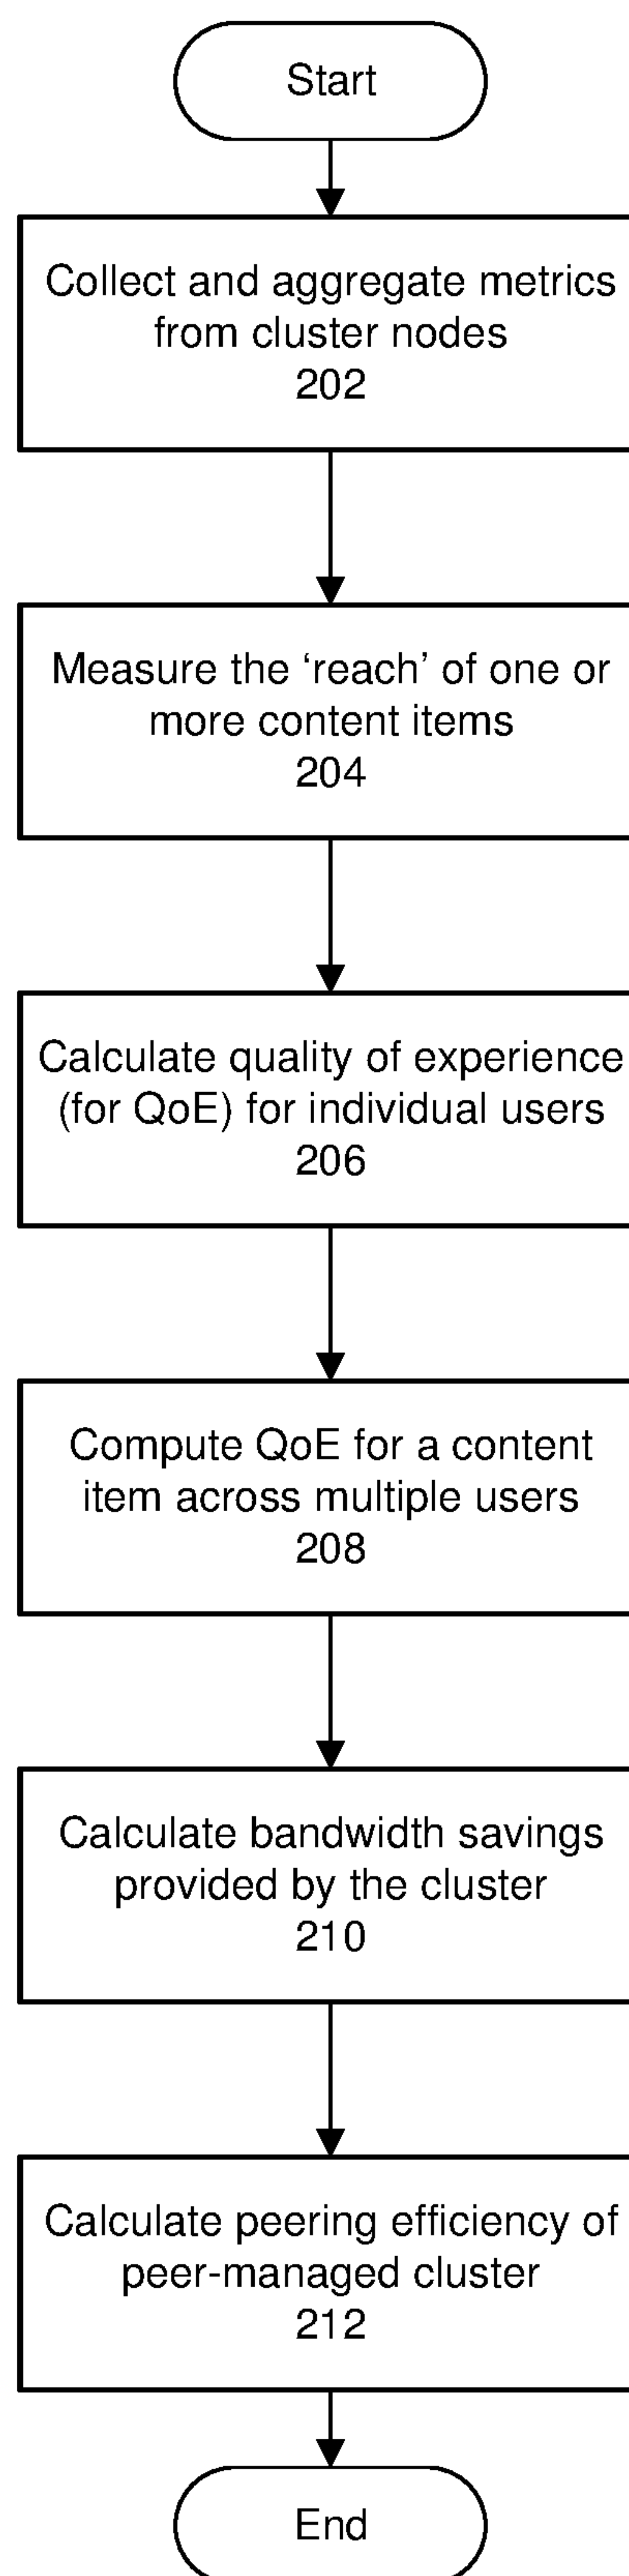 Start
Collect and aggregate metrics
from cluster nodes
202
Measure the ‘reach’ of one or
more content items
204
Calculate quality of experience
(for QoE) for individual users
206
Compute QoE for a content
item across multiple users
208
Calculate bandwidth savings
provided by the cluster
210
Calculate peering efficiency of
peer-managed cluster
212
End